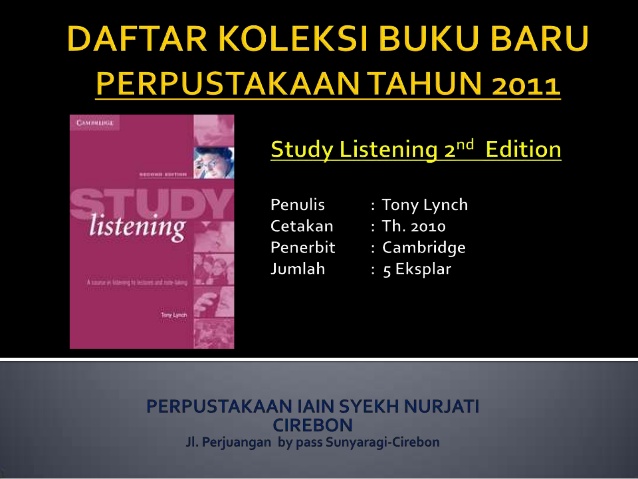 DAFTAR KOLEKSI BUKU BARU
PERPUSTAKAAN TAHUN 2011
CAMBRIDGE
SECOND EDITION
STUDY
listening
A course in listening to lectures and note-taking
Tony Lynch
Study Listening 2nd Edition
Penulis : Tony Lynch
Cetakan : Th. 2010
Penerbit : Cambridge
Jumlah : 5 Eksplar
PERPUSTAKAAN IAIN SYEKH NURJATI
CIREBON
Jl. Perjuangan by pass Sunyaragi-Cirebon